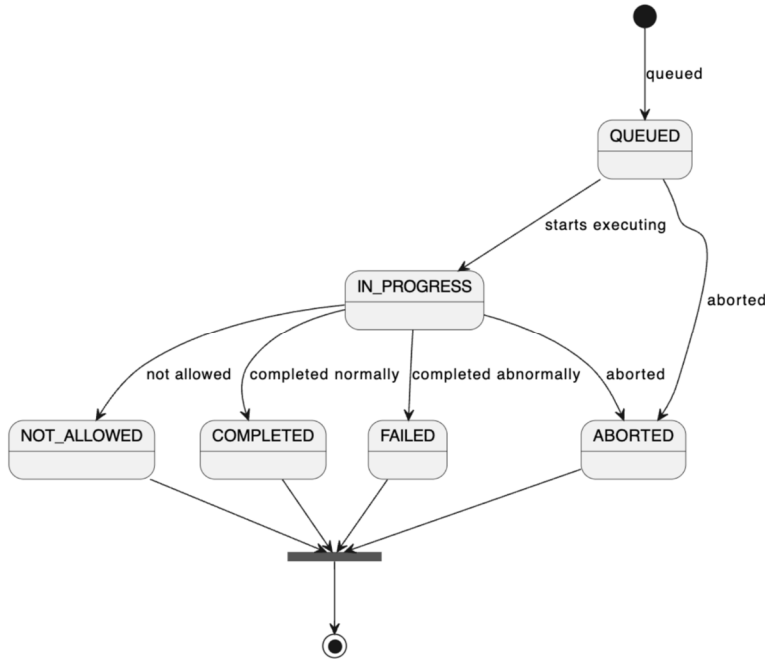 queued
QUEUED
starts executing
aborted
IN_PROGRESS
not allowed
completed normally
completed abnormally
aborted
NOT_ALLOWED
COMPLETED
FAILED
ABORTED